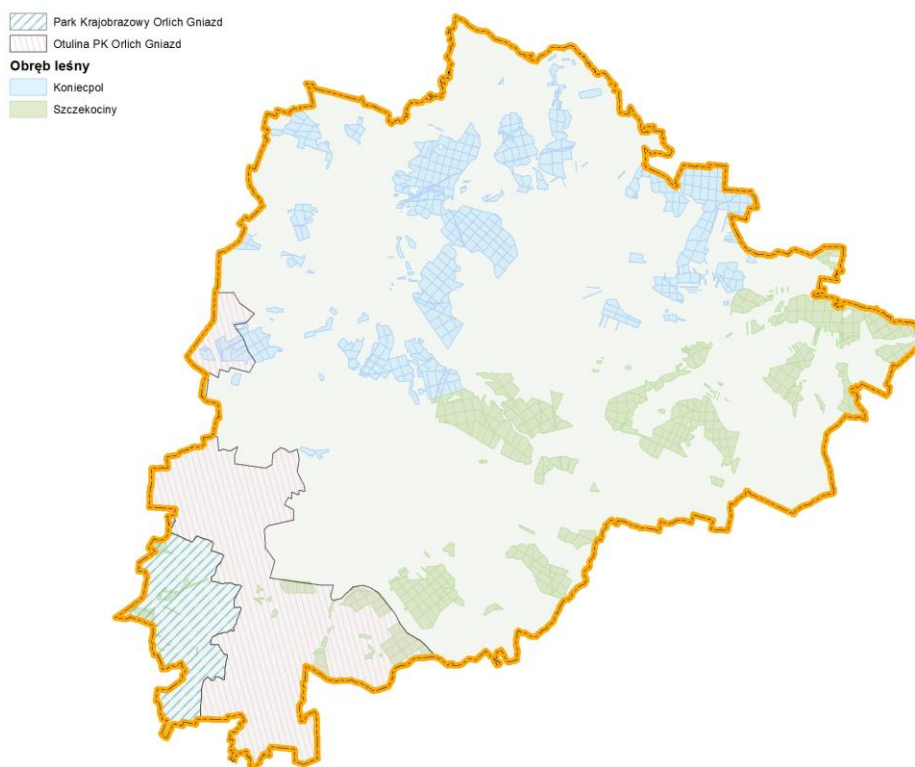 Park Krajobrazowy Orlich Gniazd
Otulina PK Orlich Gniazd
Obręb leśny
Koniecpol
Szczekociny